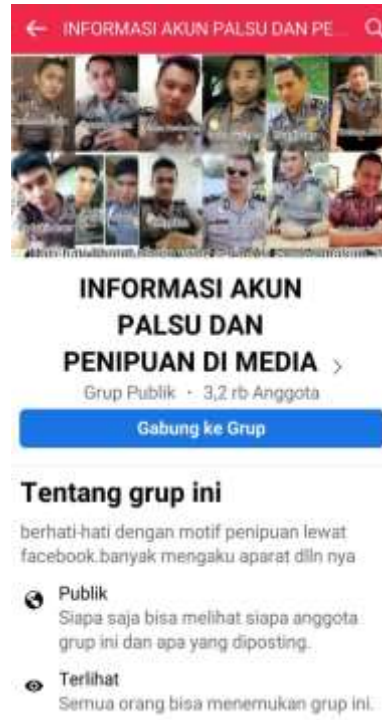 INFORMASI AKUN PALSU DAN PE...
INFORMASI AKUN
PALSU DAN
PENIPUAN DI MEDIA
Grup Publik · 3,2 rb Anggota
Gabung ke Grup
Tentang grup ini
berhati-hati dengan motif penipuan lewat
facebook.banyak mengaku aparat dlln nya
Publik
Siapa saja bisa melihat siapa anggota
grup ini dan apa yang diposting.
Terlihat
Semua orang bisa menemukan grup ini.